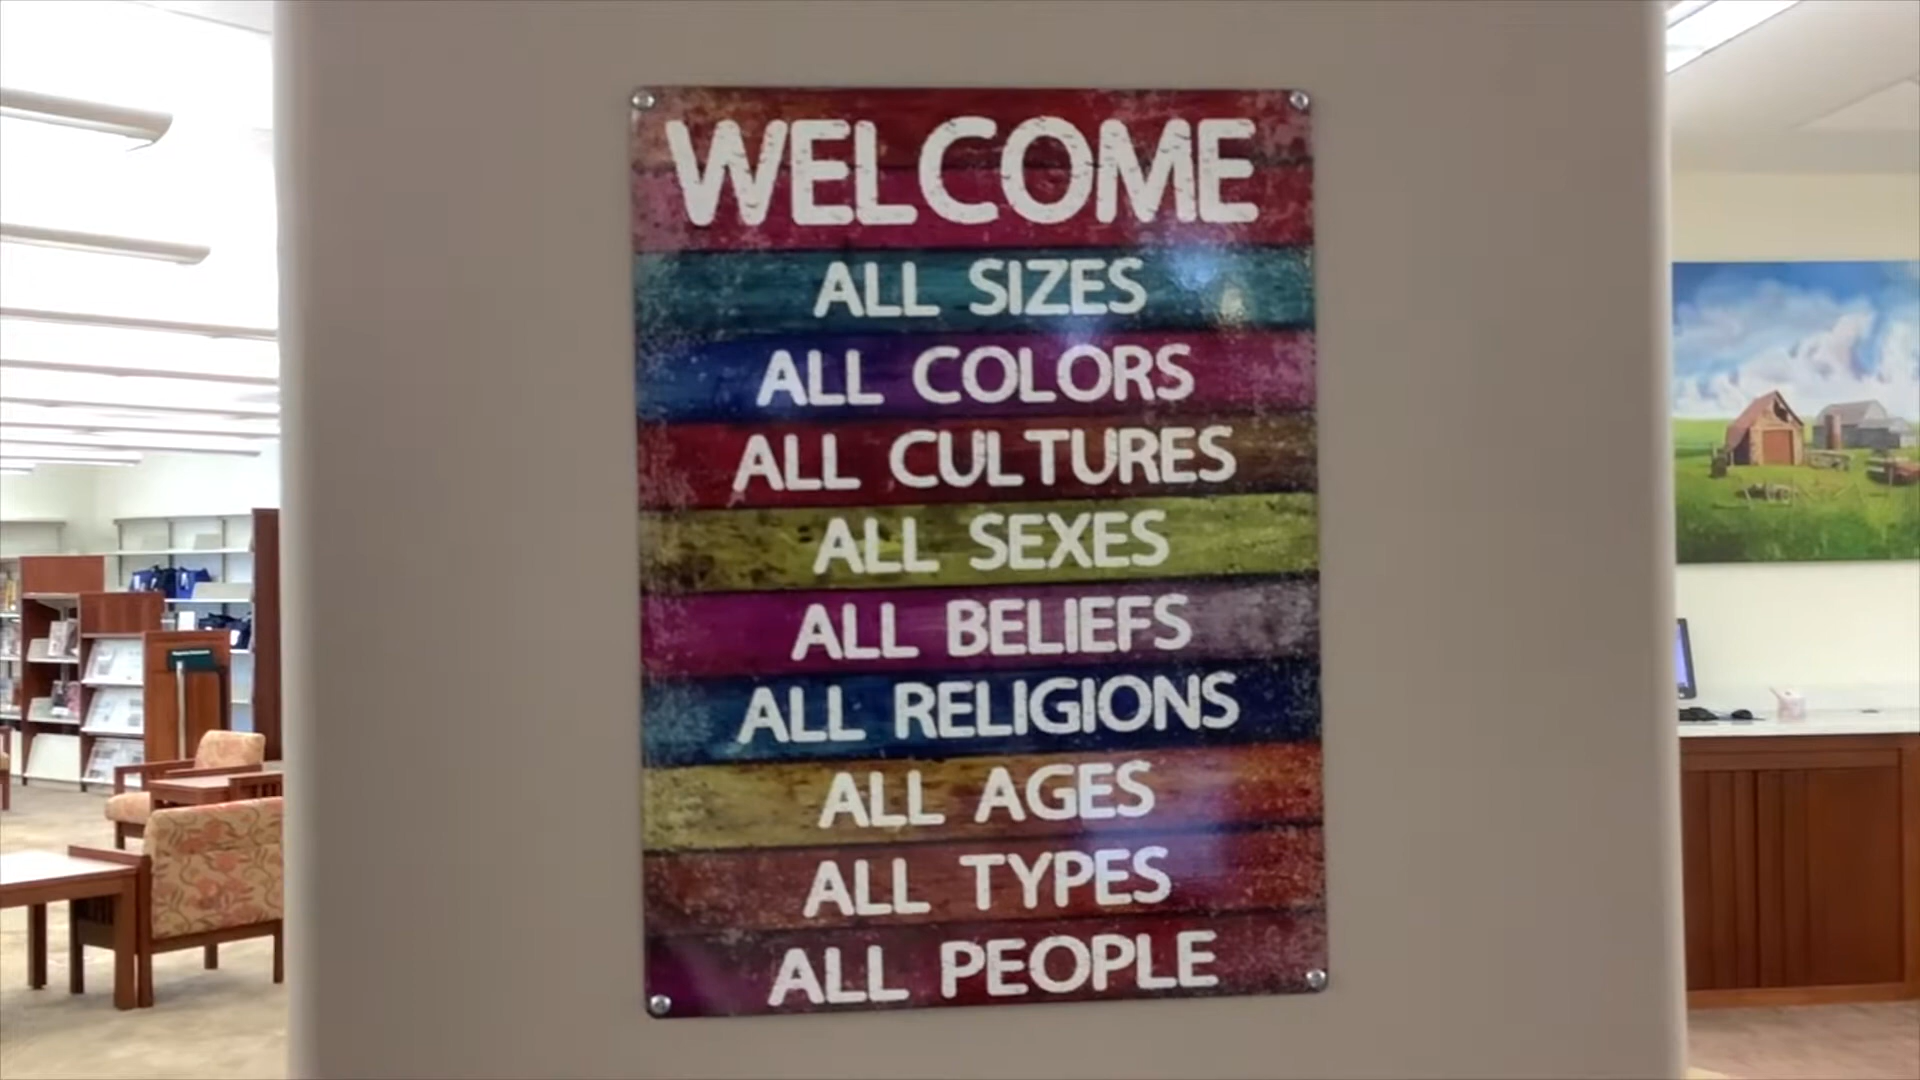 WELCOME
ALL SIZES
ALL COLORS
ALL CULTURES
ALL SEXES
ALL BELIEFS
ALL RELIGIONS
ALL AGES
ALL TYPES
ALL PEOPLE